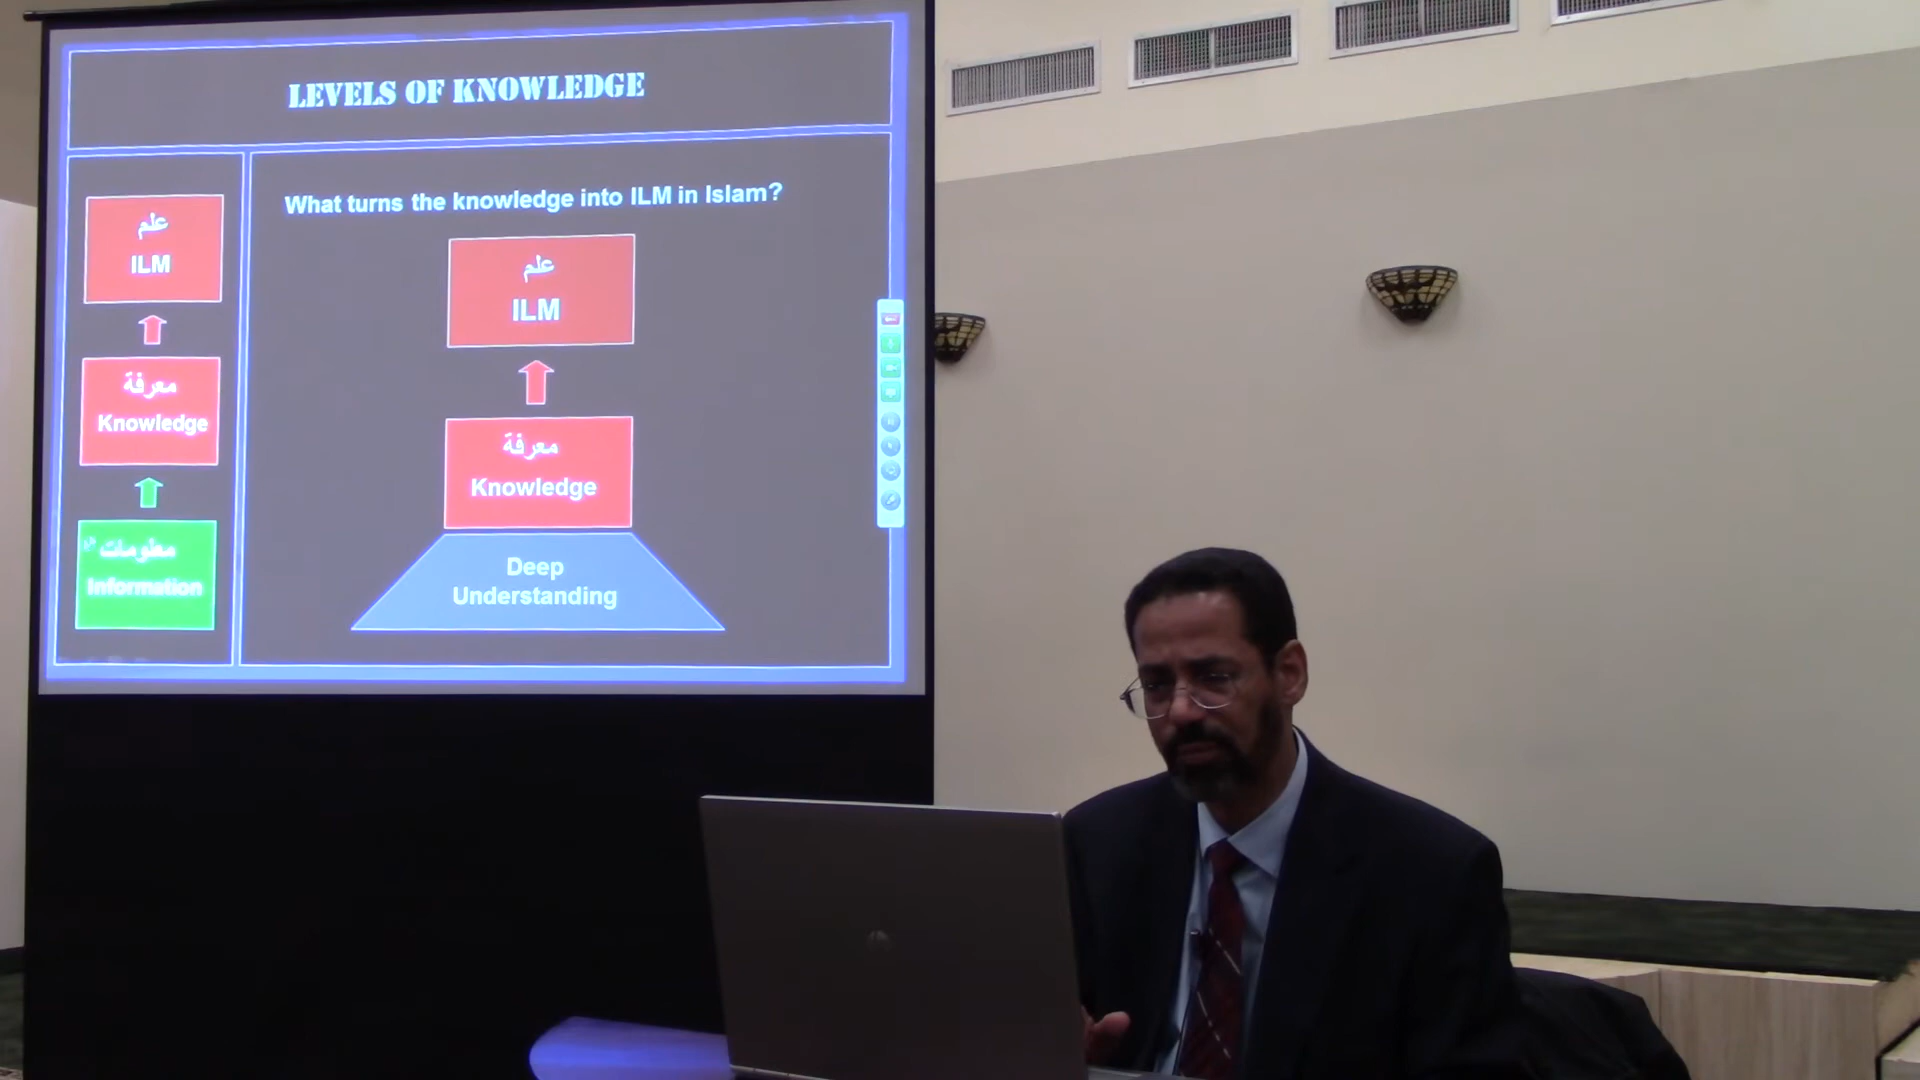 LEVELS OF KNOWLEDGE
علم
ILM
معرفة
Knowledge
معلومات
Information
What turns the knowledge into ILM in Islam?
علم
ILM
معرفة
Knowledge
Deep
Understanding